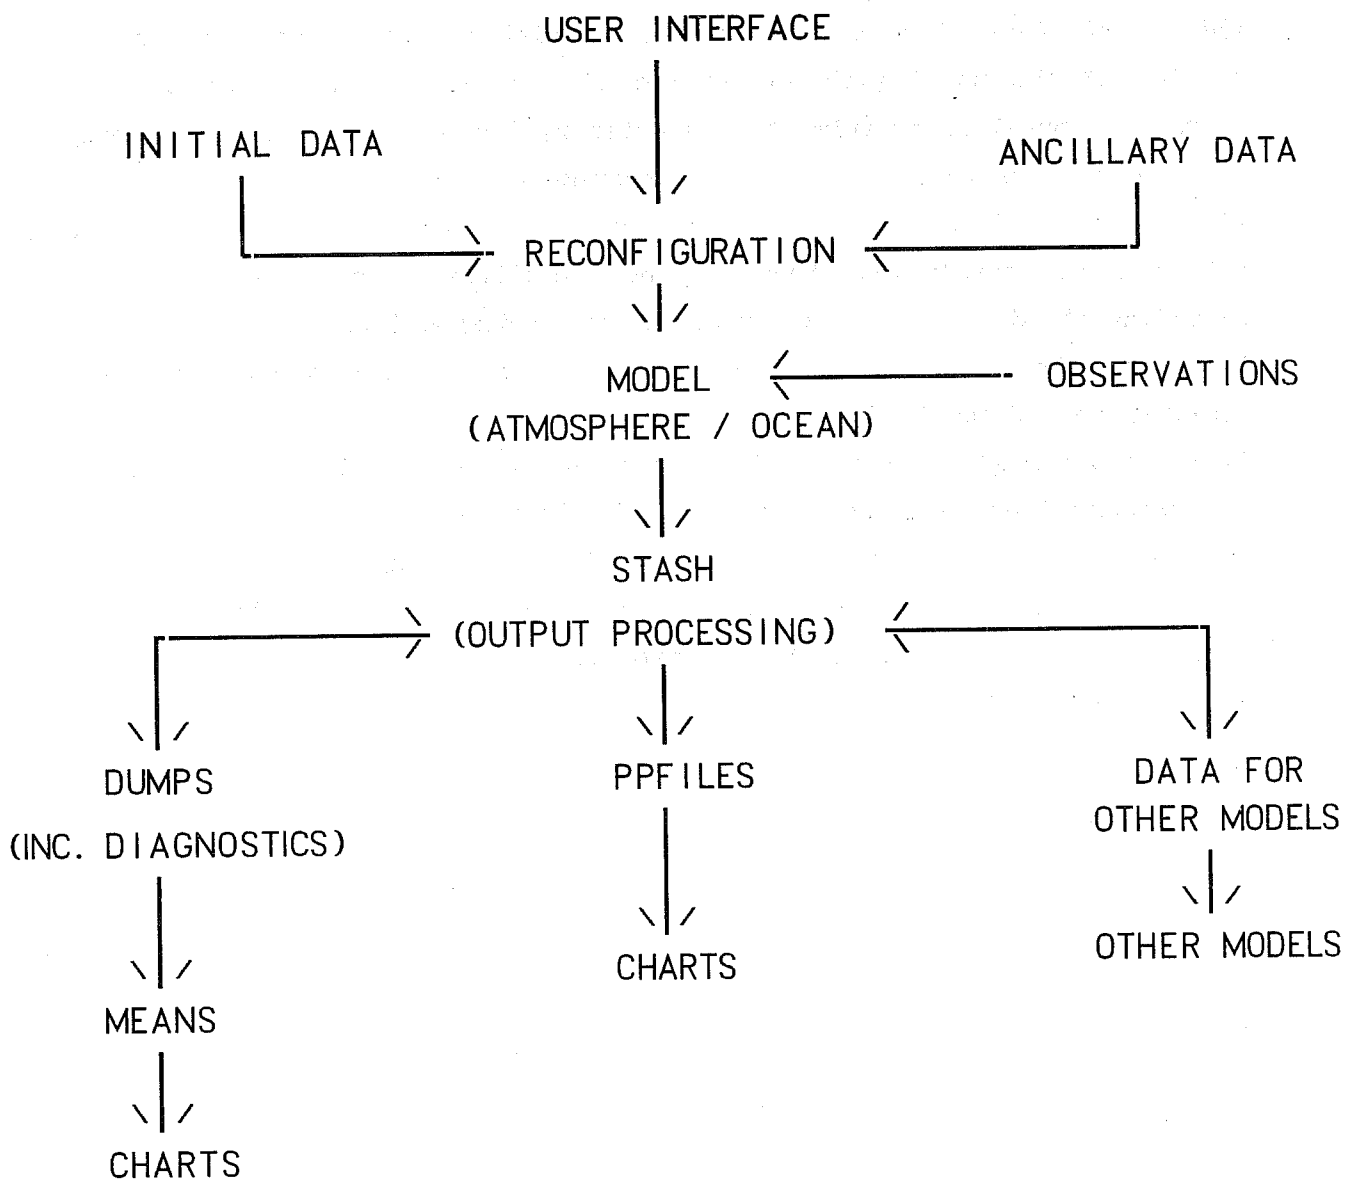 USER INTERFACE
INITIAL DATA
ANCILLARY DATA
RECONFIGURATION
MODEL
(ATMOSPHERE / OCEAN)
OBSERVATIONS
STASH
(OUTPUT PROCESSING)
DUMPS
(INC. DIAGNOSTICS)
PPFILES
DATA FOR
OTHER MODELS
CHARTS
OTHER MODELS
MEANS
CHARTS